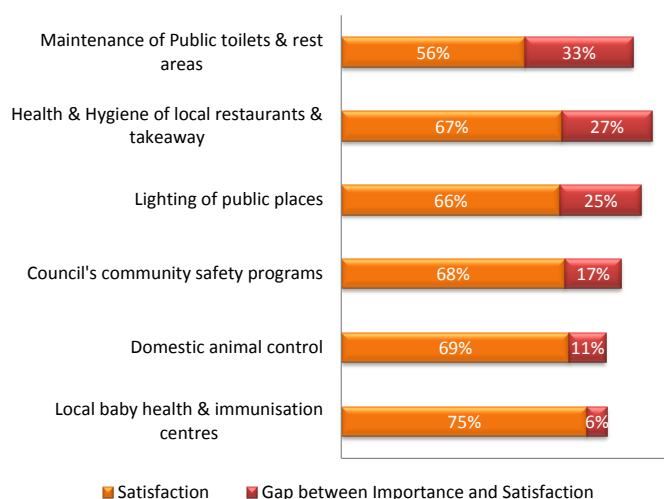 Maintenance of Public toilets & rest
areas
56% 33%
Health & Hygiene of local restaurants &
takeaway
67% 27%
Lighting of public places
66% 25%
Council's community safety programs
68% 17%
Domestic animal control
69% 11%
Local baby health & immunisation
centres
75% 6%
Satisfaction Gap between Importance and Satisfaction